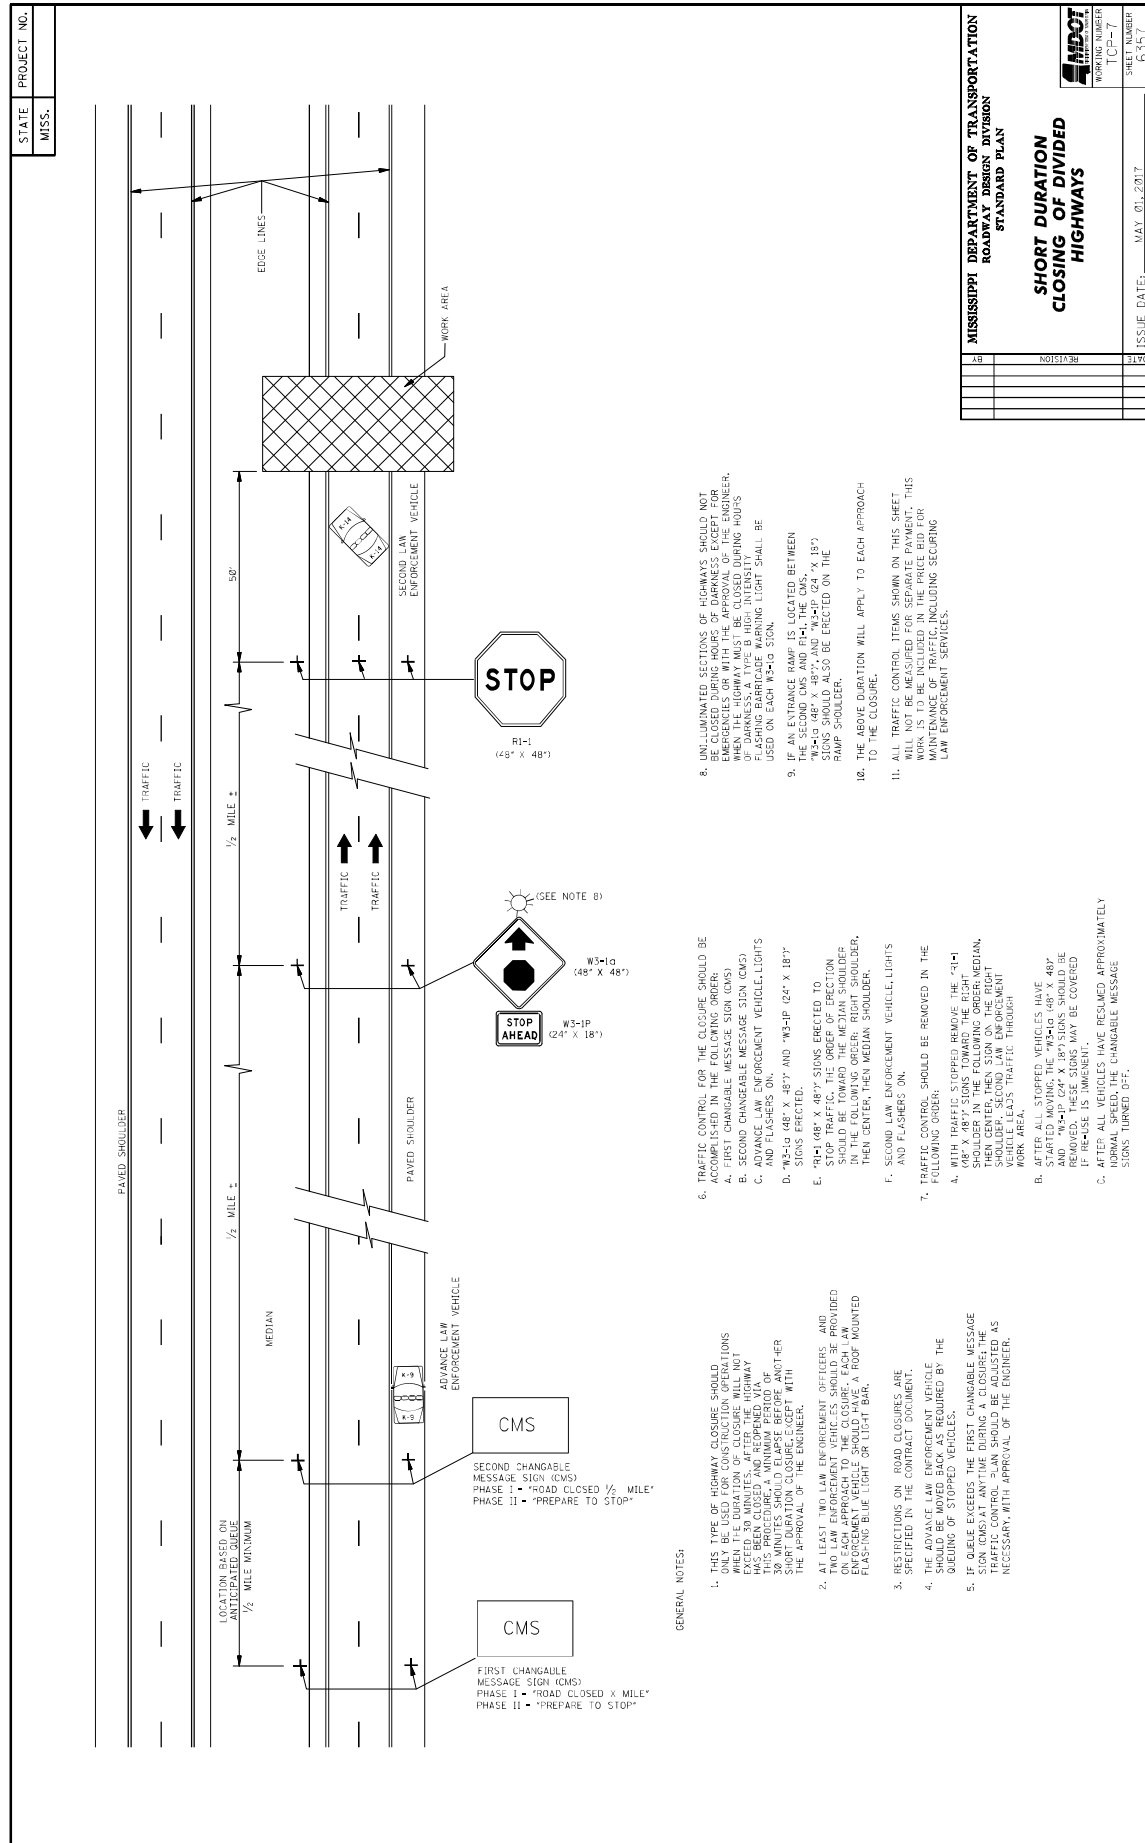 STATE PROJECT NO.
MISS.
PAVED SHOULDER
TRAFFIC
TRAFFIC
EDGE LINES
LOCATION BASED ON
ANTICIPATED QUEUE
1/2 MILE MINIMUM
1/2 MILE ±
1/2 MILE ±
50'
MEDIAN
TRAFFIC
TRAFFIC
PAVED SHOULDER
WORK AREA
K-9
K-9
ADVANCE LAW
ENFORCEMENT VEHICLE
K-14
K-14
SECOND LAW
ENFORCEMENT VEHICLE
CMS
FIRST CHANGABLE
MESSAGE SIGN (CMS)
PHASE I - "ROAD CLOSED X MILE"
PHASE II - "PREPARE TO STOP"
CMS
SECOND CHANGABLE
MESSAGE SIGN (CMS)
PHASE I - "ROAD CLOSED 1/2 MILE"
PHASE II - "PREPARE TO STOP"
STOP
AHEAD
W3-1P
(24" X 18")
W3-1a
(48" X 48")
(SEE NOTE 8)
STOP
R1-1
(48" X 48")
GENERAL NOTES:
1. THIS TYPE OF HIGHWAY CLOSURE SHOULD
ONLY BE USED FOR CONSTRUCTION OPERATIONS
WHEN THE DURATION OF CLOSURE WILL NOT
EXCEED 30 MINUTES. AFTER THE HIGHWAY
HAS BEEN CLOSED AND REOPENED VIA
THIS PROCEDURE, A MINIMUM PERIOD OF
30 MINUTES SHOULD ELAPSE BEFORE ANOTHER
SHORT DURATION CLOSURE, EXCEPT WITH
THE APPROVAL OF THE ENGINEER.
2. AT LEAST TWO LAW ENFORCEMENT OFFICERS AND
TWO LAW ENFORCEMENT VEHICLES SHOULD BE PROVIDED
ON EACH APPROACH TO THE CLOSURE. EACH LAW
ENFORCEMENT VEHICLE SHOULD HAVE A ROOF MOUNTED
FLASHING BLUE LIGHT OR LIGHT BAR.
3. RESTRICTIONS ON ROAD CLOSURES ARE
SPECIFIED IN THE CONTRACT DOCUMENT.
4. THE ADVANCE LAW ENFORCEMENT VEHICLE
SHOULD BE MOVED BACK AS REQUIRED BY THE
QUEUING OF STOPPED VEHICLES.
5. IF QUEUE EXCEEDS THE FIRST CHANGABLE MESSAGE
SIGN (CMS) AT ANYTIME DURING A CLOSURE; THE
TRAFFIC CONTROL PLAN SHOULD BE ADJUSTED AS
NECESSARY, WITH APPROVAL OF THE ENGINEER.
6. TRAFFIC CONTROL FOR THE CLOSURE SHOULD BE
ACCOMPLISHED IN THE FOLLOWING ORDER:
A. FIRST CHANGABLE MESSAGE SIGN (CMS)
B. SECOND CHANGEABLE MESSAGE SIGN (CMS)
C. ADVANCE LAW ENFORCEMENT VEHICLE, LIGHTS
AND FLASHERS ON.
D. "W3-1a (48" X 48")" AND "W3-1P (24" X 18")"
SIGNS ERECTED.
E. "R1-1 (48" X 48")" SIGNS ERECTED TO
STOP TRAFFIC, THE ORDER OF ERECTION
SHOULD BE TOWARD THE MEDIAN SHOULDER
IN THE FOLLOWING ORDER: RIGHT SHOULDER,
THEN CENTER, THEN MEDIAN SHOULDER.
F. SECOND LAW ENFORCEMENT VEHICLE, LIGHTS
AND FLASHERS ON.
7. TRAFFIC CONTROL SHOULD BE REMOVED IN THE
FOLLOWING ORDER:
A. WITH TRAFFIC STOPPED REMOVE THE "R1-1
(48" X 48")" SIGNS TOWARD THE RIGHT
SHOULDER IN THE FOLLOWING ORDER: MEDIAN,
THEN CENTER, THEN SIGN ON THE RIGHT
SHOULDER. SECOND LAW ENFORCEMENT
VEHICLE LEADS TRAFFIC THROUGH
WORK AREA.
B. AFTER ALL STOPPED VEHICLES HAVE
STARTED MOVING, THE "W3-1a (48" X 48)"
AND "W3-1P (24" X 18") SIGNS SHOULD BE
REMOVED. THESE SIGNS MAY BE COVERED
IF RE-USE IS IMMENENT.
C. AFTER ALL VEHICLES HAVE RESUMED APPROXIMATELY
NORMAL SPEED, THE CHANGABLE MESSAGE
SIGNS TURNED OFF.
8. UNILLUMINATED SECTIONS OF HIGHWAYS SHOULD NOT
BE CLOSED DURING HOURS OF DARKNESS EXCEPT FOR
EMERGENCIES OR WITH THE APPROVAL OF THE ENGINEER.
WHEN THE HIGHWAY MUST BE CLOSED DURING HOURS
OF DARKNESS, A TYPE B HIGH INTENSITY
FLASHING BARRICADE WARNING LIGHT SHALL BE
USED ON EACH W3-1a SIGN.
9. IF AN ENTRANCE RAMP IS LOCATED BETWEEN
THE SECOND CMS AND R1-1, THE CMS,
"W3-1a (48" X 48")", AND "W3-1P (24 "X 18")
SIGNS SHOULD ALSO BE ERECTED ON THE
RAMP SHOULDER.
10. THE ABOVE DURATION WILL APPLY TO EACH APPROACH
TO THE CLOSURE.
11. ALL TRAFFIC CONTROL ITEMS SHOWN ON THIS SHEET
WILL NOT BE MEASURED FOR SEPARATE PAYMENT. THIS
WORK IS TO BE INCLUDED IN THE PRICE BID FOR
MAINTENANCE OF TRAFFIC, INCLUDING SECURING
LAW ENFORCEMENT SERVICES.
BY
REVISION
DATE
MISSISSIPPI DEPARTMENT OF TRANSPORTATION
ROADWAY DESIGN DIVISION
STANDARD PLAN
SHORT DURATION
CLOSING OF DIVIDED
HIGHWAYS
ISSUE DATE: MAY 01, 2017
MDOT
WORKING NUMBER
TCP-7
SHEET NUMBER
6357